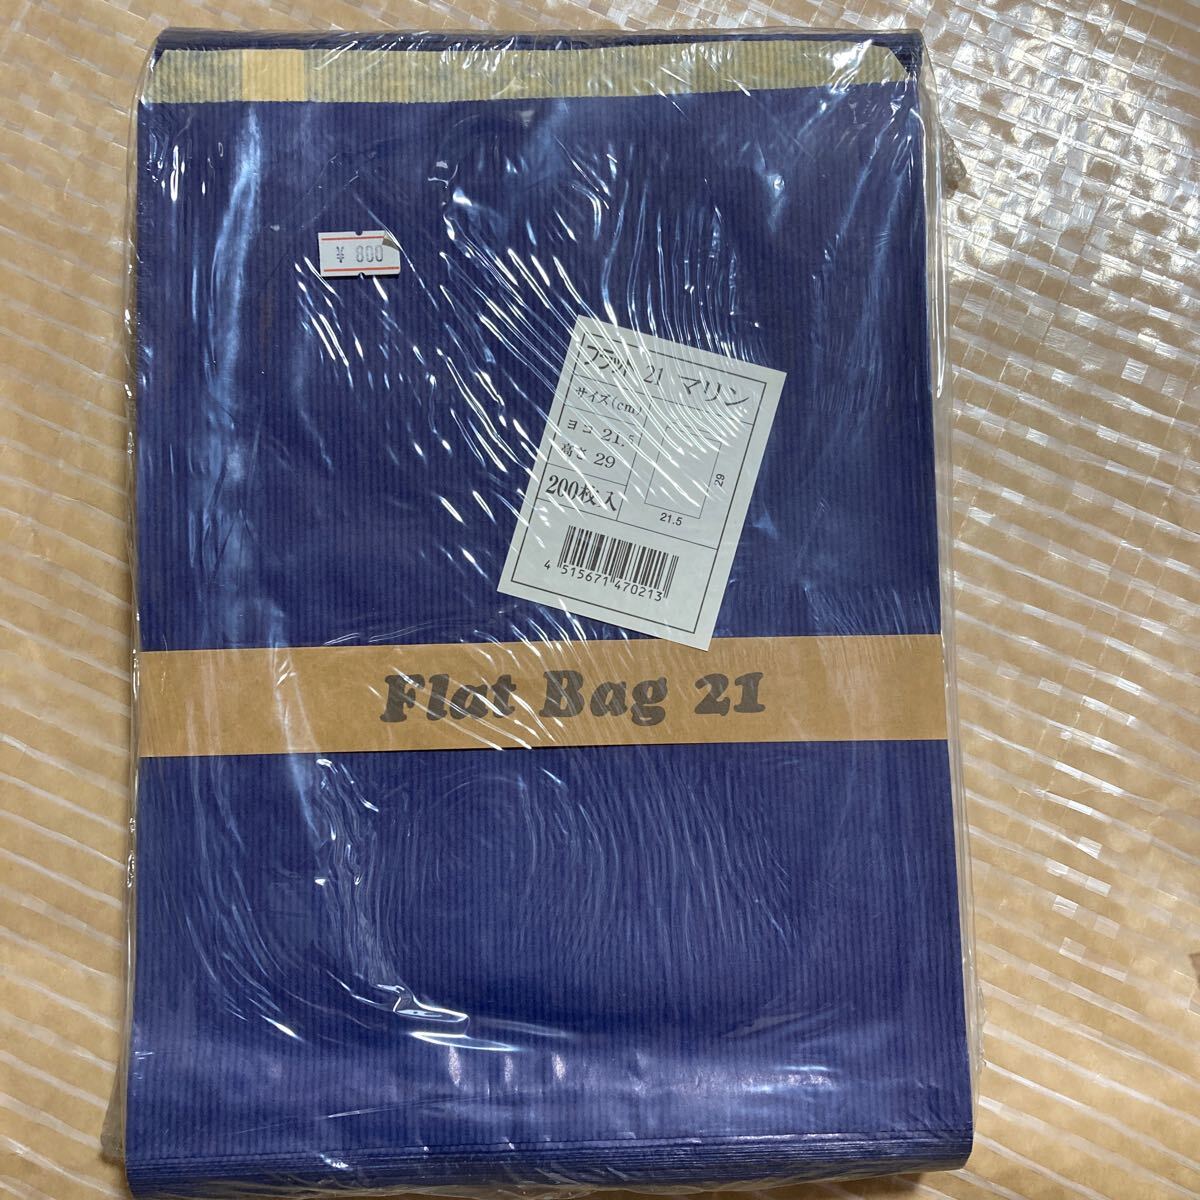 ¥ 800
フラット 21 マリン
サイズ(cm)
ヨコ 21.5
高さ 29
200枚入
29
21.5
4 515671 470213
Flat Bag 21